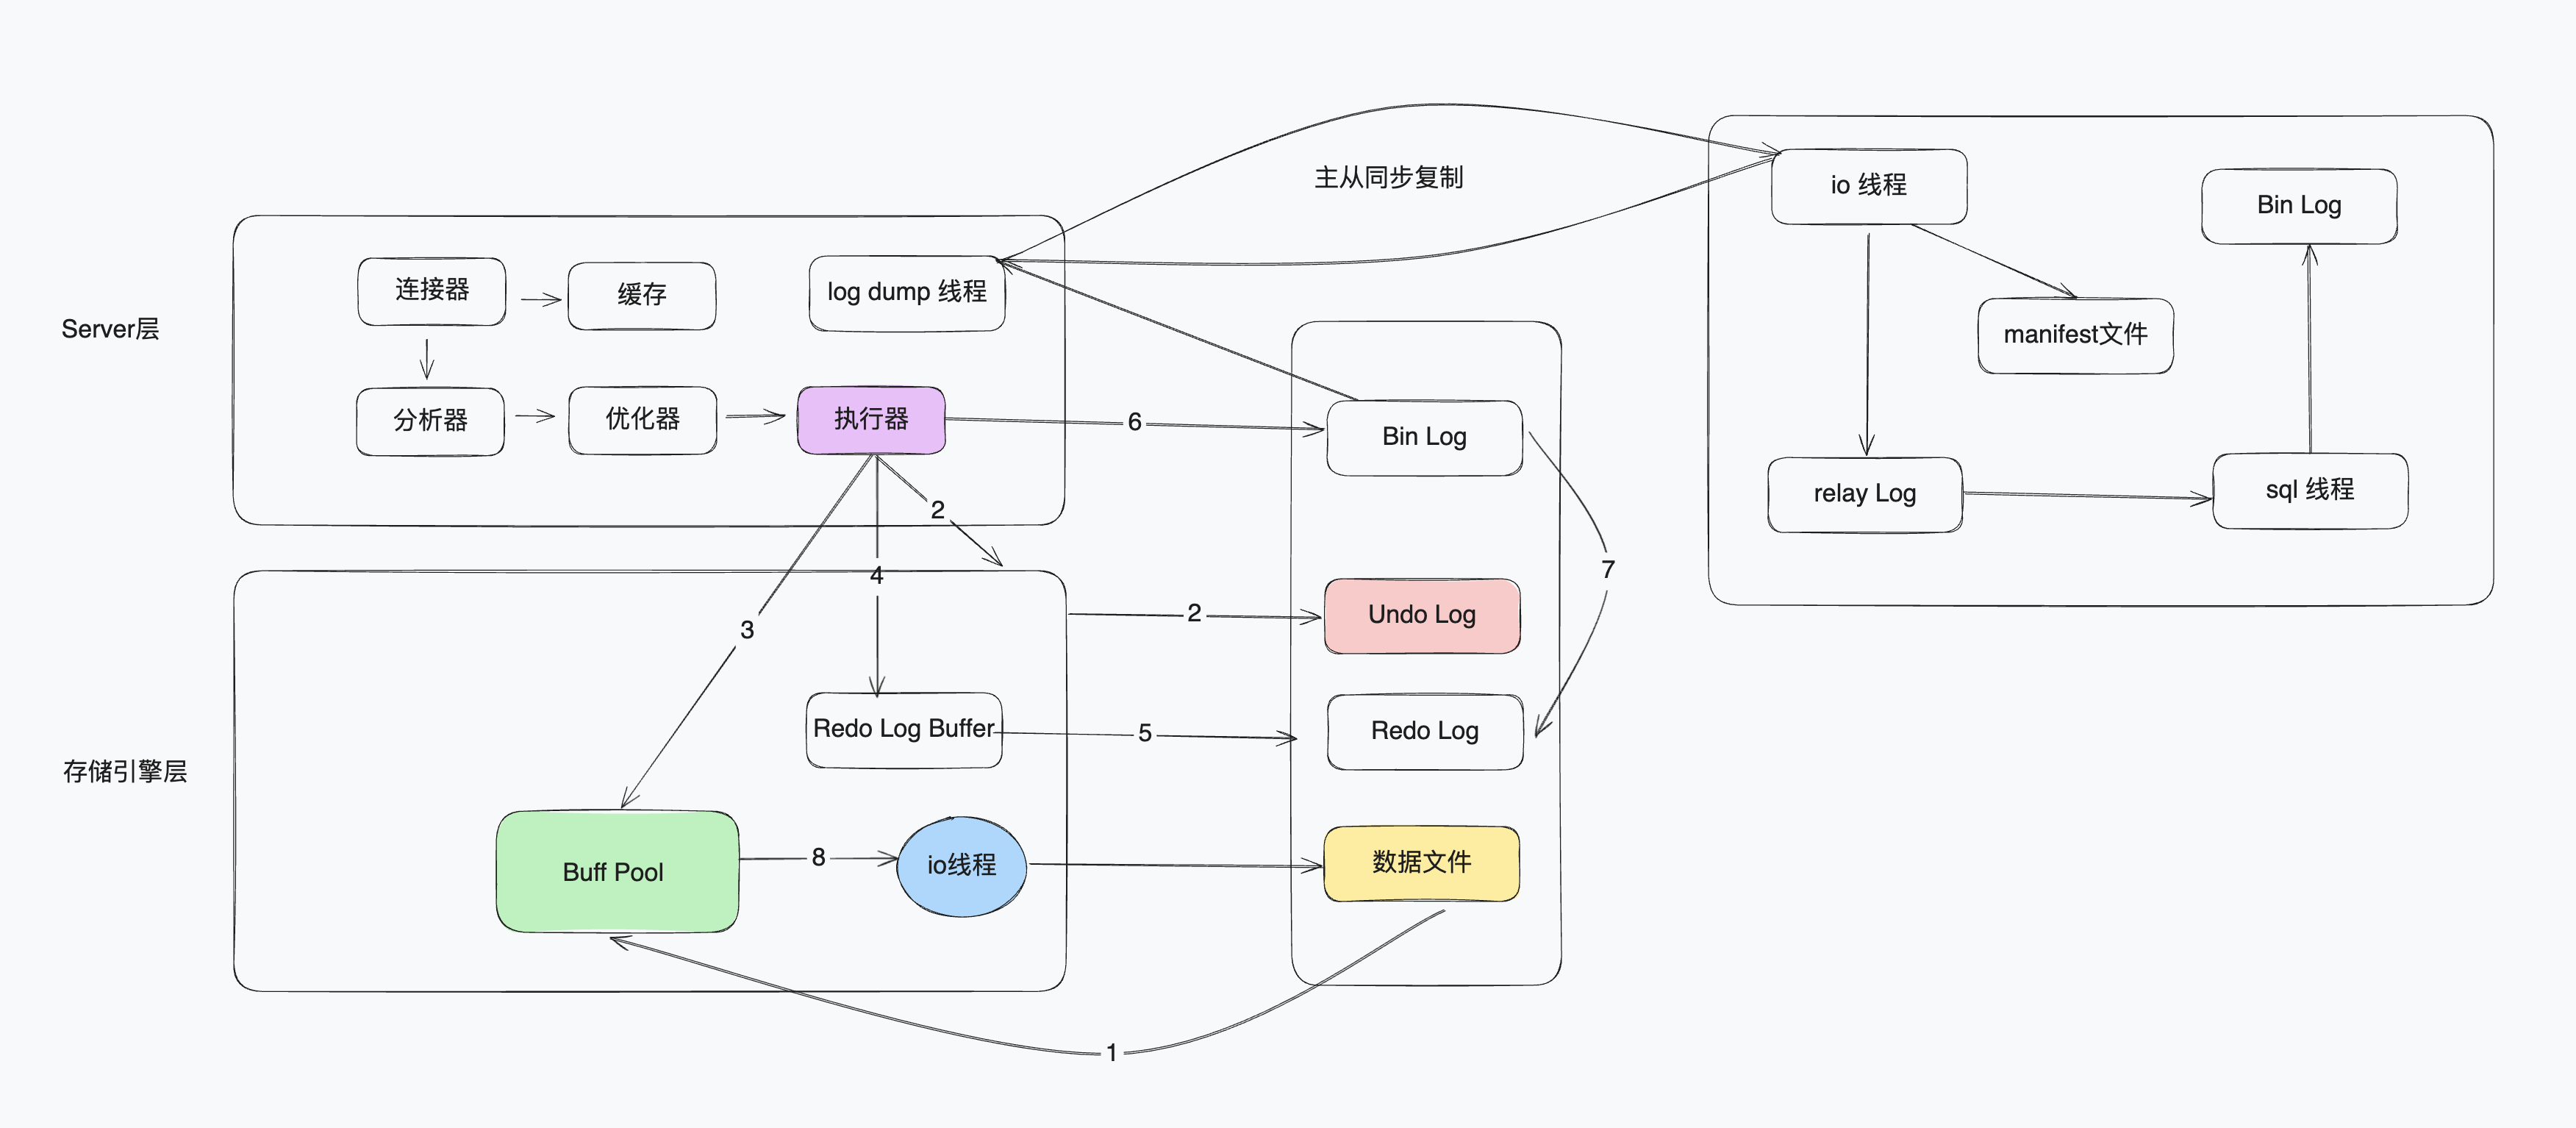 主从同步复制
io 线程
Bin Log
manifest文件
relay Log
sql 线程
Server层
连接器
缓存
log dump 线程
分析器
优化器
执行器
6
2
4
3
Bin Log
7
2
Undo Log
存储引擎层
Redo Log Buffer
5
Redo Log
Buff Pool
8
io线程
数据文件
1